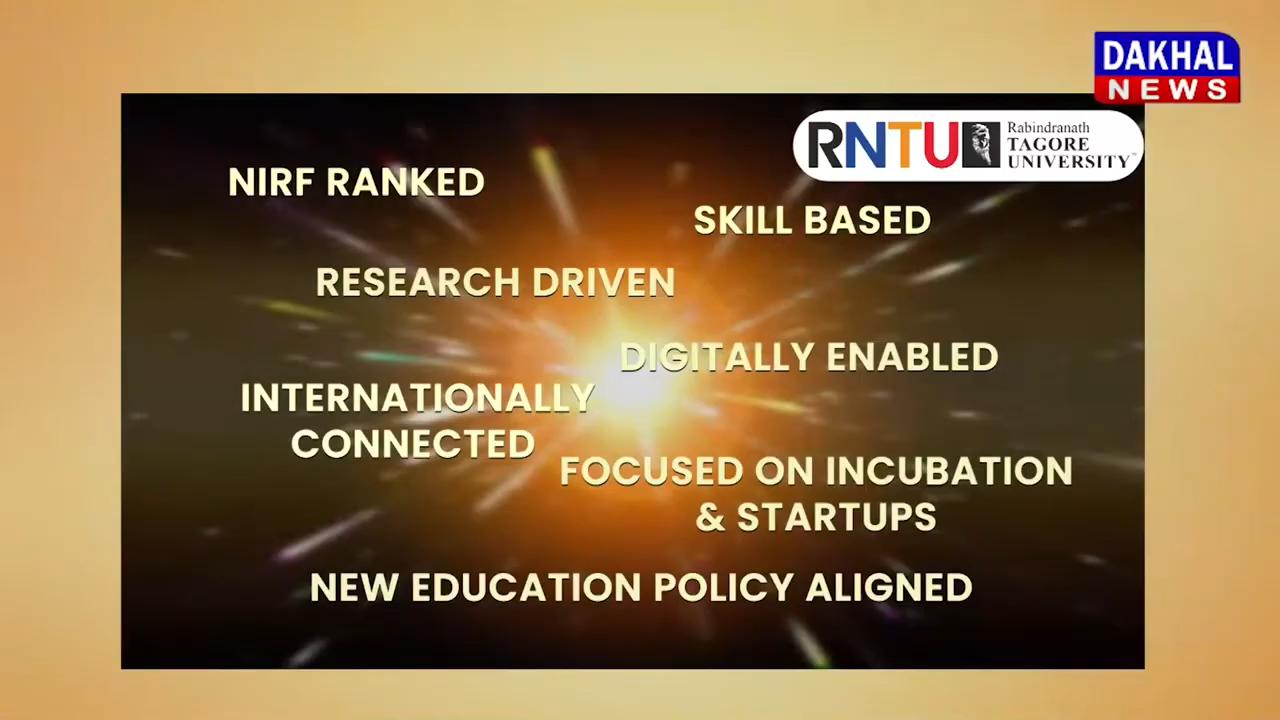 DAKHAL
NEWS
RNTU
Rabindranath
TAGORE
UNIVERSITY™
NIRF RANKED
SKILL BASED
RESEARCH DRIVEN
DIGITALLY ENABLED
INTERNATIONALLY
CONNECTED
FOCUSED ON INCUBATION
& STARTUPS
NEW EDUCATION POLICY ALIGNED